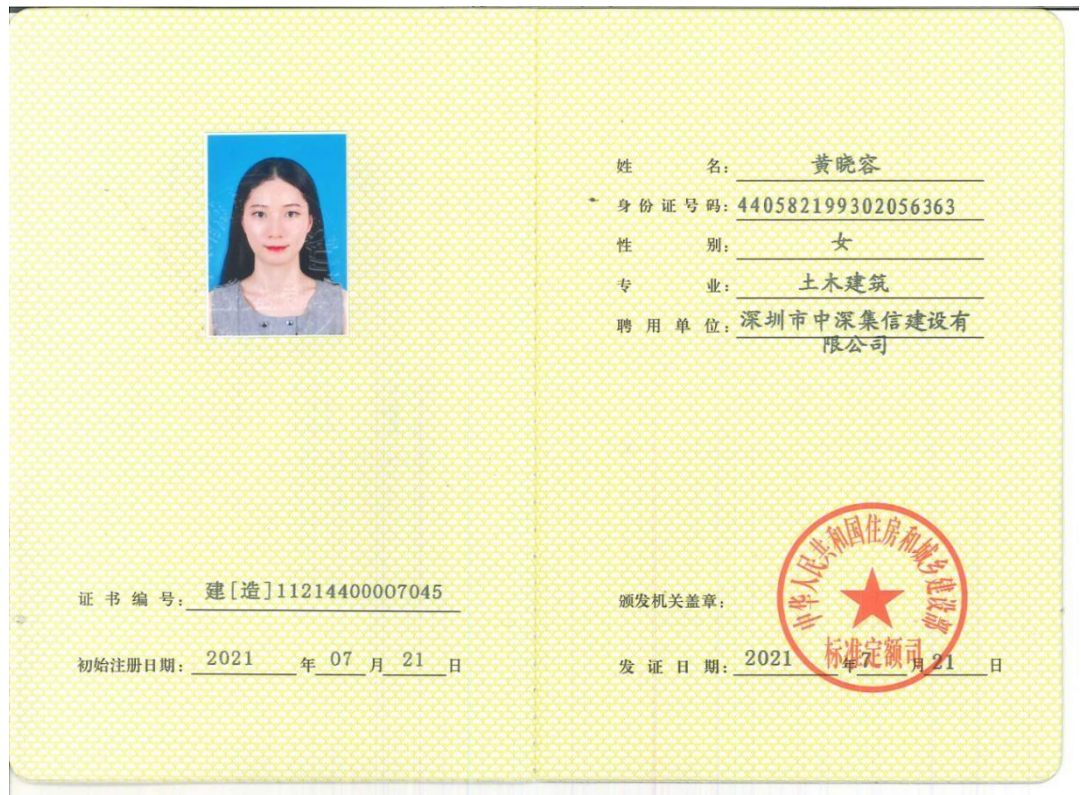 姓 名: 黄晓容
身份证号码: 440582199302056363
性 别: 女
专 业: 土木建筑
聘用单位: 深圳市中深集信建设有
限公司
证书编号: 建[造]11214400007045
初始注册日期: 2021 年 07 月 21 日
颁发机关盖章:
中华人民共和国住房和城乡建设部
标准定额司
发证日期: 2021 年 7 月 21 日